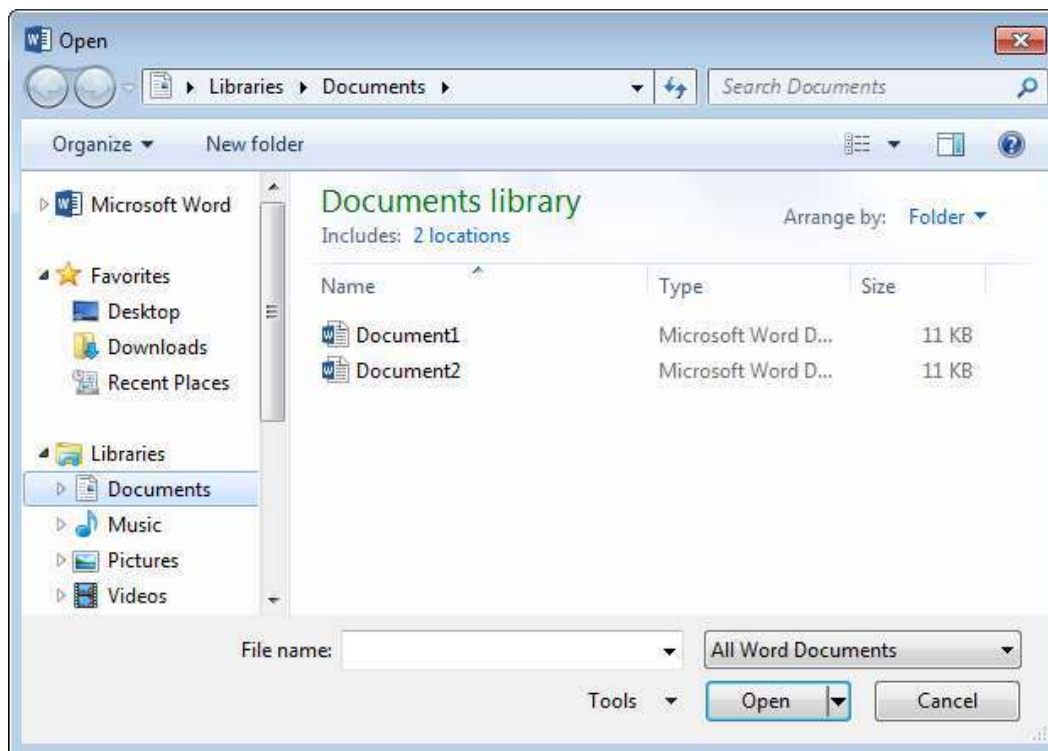 Open
Libraries Documents
Search Documents
Organize New folder
Microsoft Word
Favorites
Desktop
Downloads
Recent Places
Libraries
Documents
Music
Pictures
Videos
Documents library
Includes: 2 locations
Arrange by: Folder
Name Type Size
Document1 Microsoft Word D... 11 KB
Document2 Microsoft Word D... 11 KB
File name:
All Word Documents
Tools Open Cancel